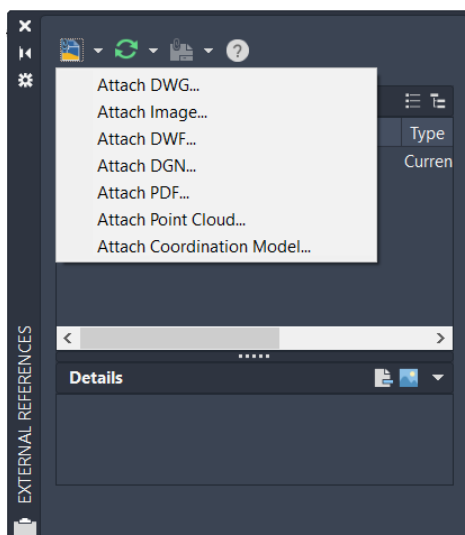 Attach DWG...
Attach Image...
Attach DWF...
Attach DGN...
Attach PDF...
Attach Point Cloud...
Attach Coordination Model...
Type
Curren
Details
EXTERNAL REFERENCES